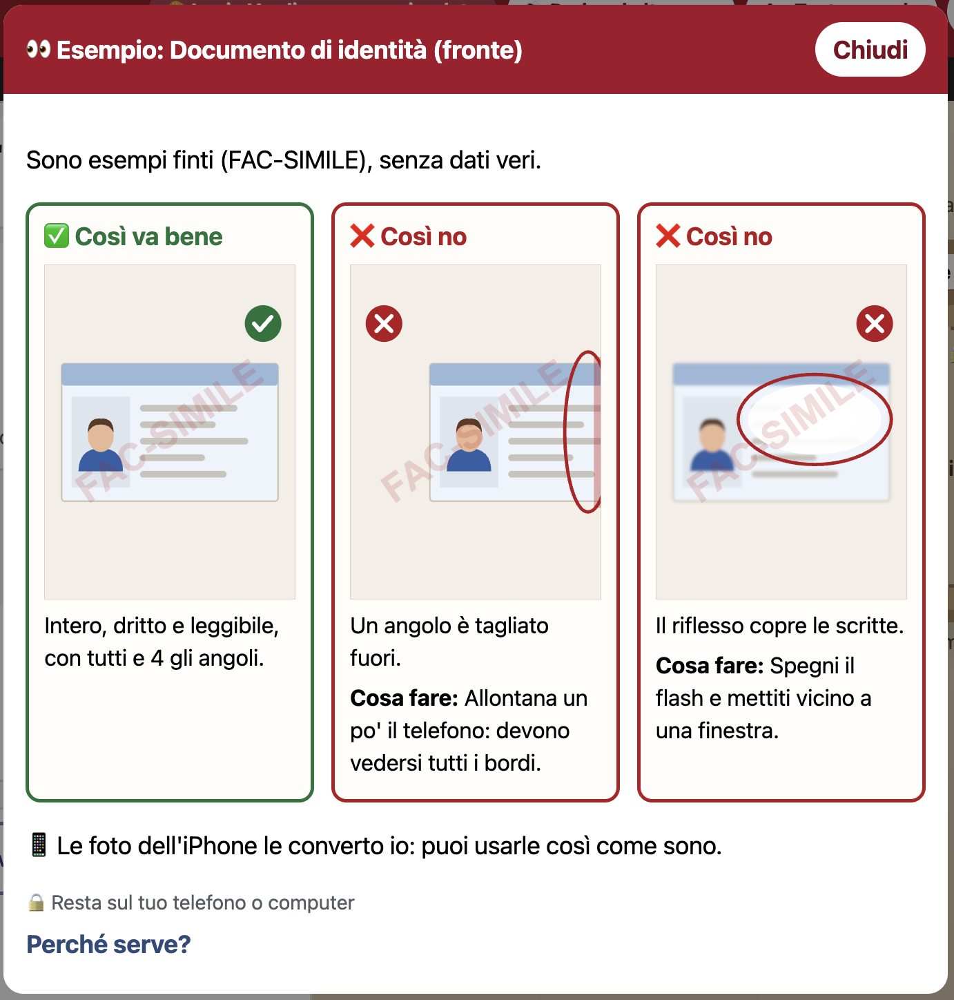 👀 Esempio: Documento di identità (fronte)
Chiudi
Sono esempi finti (FAC-SIMILE), senza dati veri.
✅ Così va bene
FAC-SIMILE
Intero, dritto e leggibile,
con tutti e 4 gli angoli.
❌ Così no
FAC-SIMILE
Un angolo è tagliato
fuori.
Cosa fare: Allontana un
po' il telefono: devono
vedersi tutti i bordi.
❌ Così no
FAC-SIMILE
Il riflesso copre le scritte.
Cosa fare: Spegni il
flash e mettiti vicino a
una finestra.
📱 Le foto dell'iPhone le converto io: puoi usarle così come sono.
🔒 Resta sul tuo telefono o computer
Perché serve?